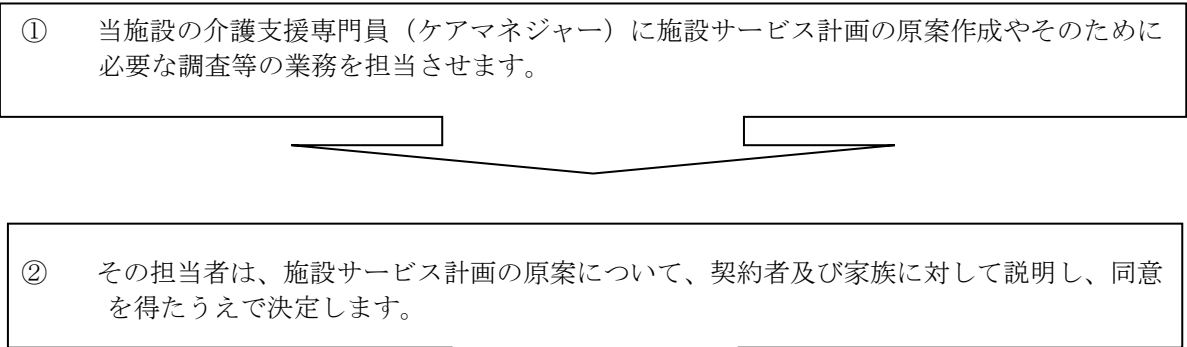 ① 当施設の介護支援専門員（ケアマネジャー）に施設サービス計画の原案作成やそのために
必要な調査等の業務を担当させます。
② その担当者は、施設サービス計画の原案について、契約者及び家族に対して説明し、同意
を得たうえで決定します。